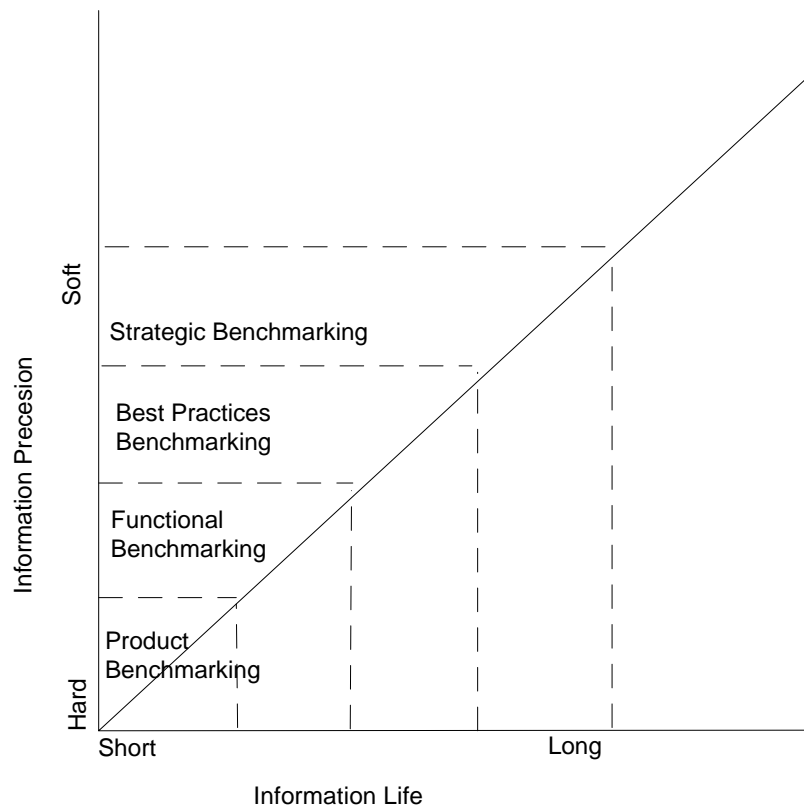 Soft
Strategic Benchmarking
Best Practices
Benchmarking
Information Precesion
Functional
Benchmarking
Product
Benchmarking
Hard
Short
Long
Information Life